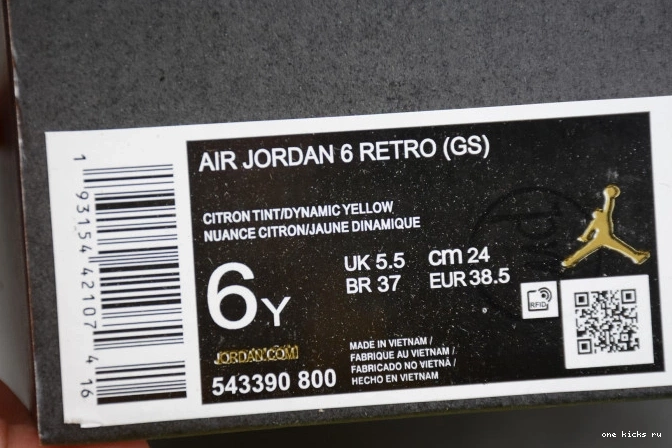 AIR JORDAN 6 RETRO (GS)
CITRON TINT/DYNAMIC YELLOW
NUANCE CITRON/JAUNE DINAMIQUE
6Y
UK 5.5 cm 24
BR 37 EUR 38.5
RFID
JORDAN.COM
543390 800
MADE IN VIETNAM /
FABRIQUE AU VIETNAM /
FABRICADO NO VIETNÃ /
HECHO EN VIETNAM
1 93154 42107 4 16
one kicks ru